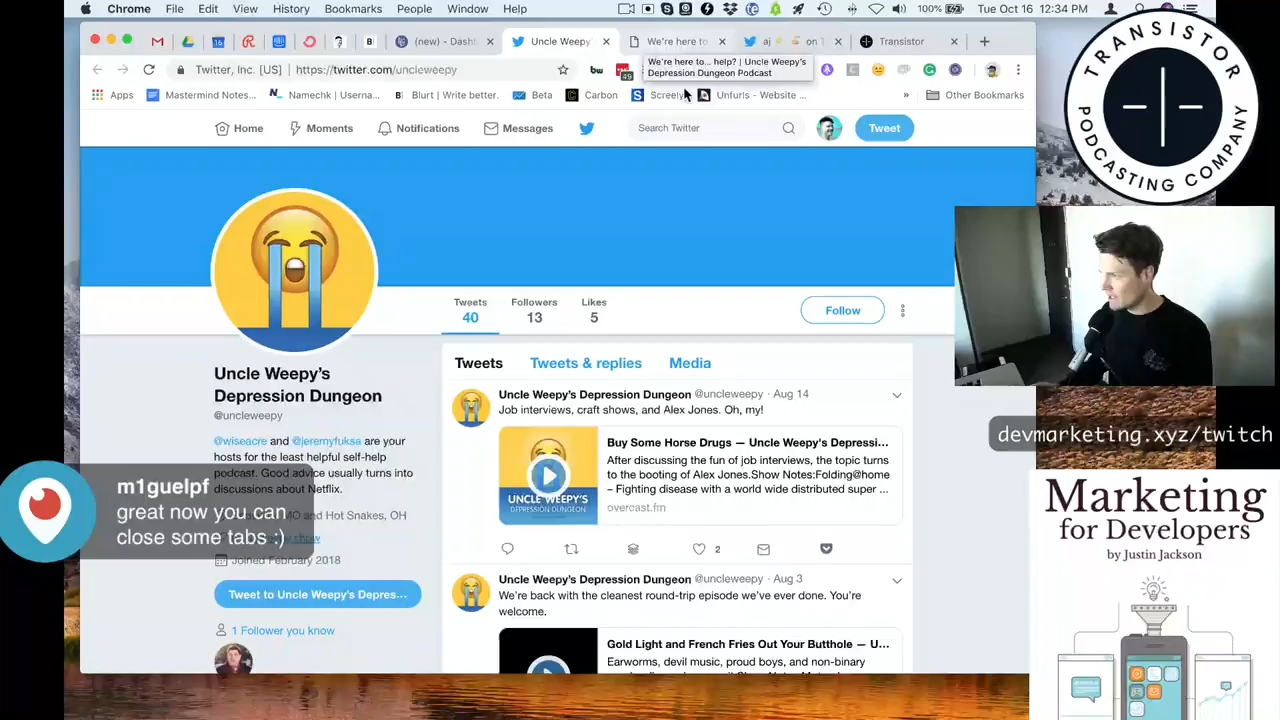 Chrome File Edit View History Bookmarks People Window Help
100% Tue Oct 16 12:34 PM
(new) · Dash
Uncle Weepy'
We're here to
aj
on T
Transistor
We're here to... help? | Uncle Weepy's
Depression Dungeon Podcast
Twitter, Inc. [US] | https://twitter.com/uncleweepy
bw
49
Apps
Mastermind Notes...
Namechk | Userna...
Blurt | Write better.
Beta
Carbon
Screely
Unfurls - Website ...
»
Other Bookmarks
Home
Moments
Notifications
Messages
Search Twitter
Tweet
Tweets
40
Followers
13
Likes
5
Follow
Uncle Weepy's
Depression Dungeon
@uncleweepy
@wiseacre and @jeremyfuksa are your
hosts for the least helpful self-help
podcast. Good advice usually turns into
discussions about Netflix.
MO and Hot Snakes, OH
Joined February 2018
Tweet to Uncle Weepy's Depres...
1 Follower you know
m1guelpf
great now you can
close some tabs :)
Tweets
Tweets & replies
Media
Uncle Weepy's Depression Dungeon @uncleweepy · Aug 14
Job interviews, craft shows, and Alex Jones. Oh, my!
UNCLE WEEPY'S
DEPRESSION DUNGEON
Buy Some Horse Drugs — Uncle Weepy's Depressi...
After discussing the fun of job interviews, the topic turns
to the booting of Alex Jones.Show Notes:Folding@home
– Fighting disease with a world wide distributed super ...
overcast.fm
2
Uncle Weepy's Depression Dungeon @uncleweepy · Aug 3
We're back with the cleanest round-trip episode we've ever done. You're
welcome.
Gold Light and French Fries Out Your Butthole — U...
Earworms, devil music, proud boys, and non-binary
TRANSISTOR
PODCASTING COMPANY
devmarketing.xyz/twitch
Marketing
for Developers
by Justin Jackson